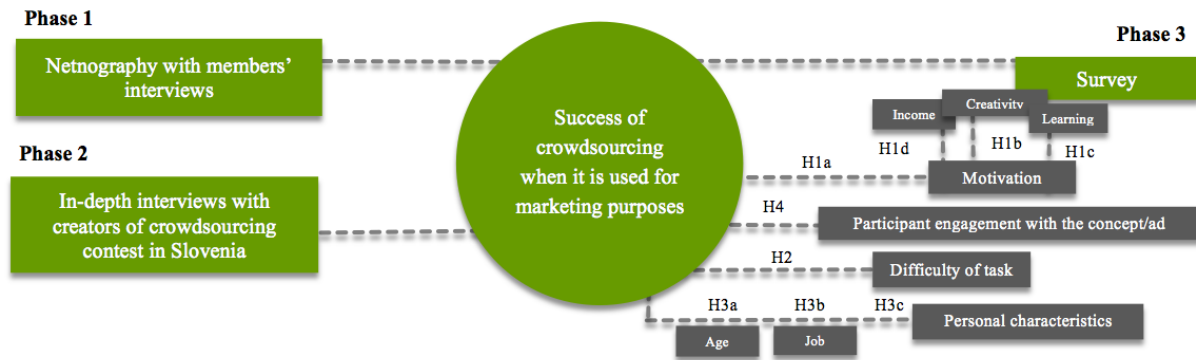 Phase 1
Netnography with members'
interviews
Phase 2
In-depth interviews with
creators of crowdsourcing
contest in Slovenia
Success of
crowdsourcing
when it is used for
marketing purposes
Phase 3
Survey
Income
Creativity
Learning
H1d
H1b
H1c
H1a
Motivation
H4
Participant engagement with the concept/ad
H2
Difficulty of task
H3a
H3b
H3c
Personal characteristics
Age
Job